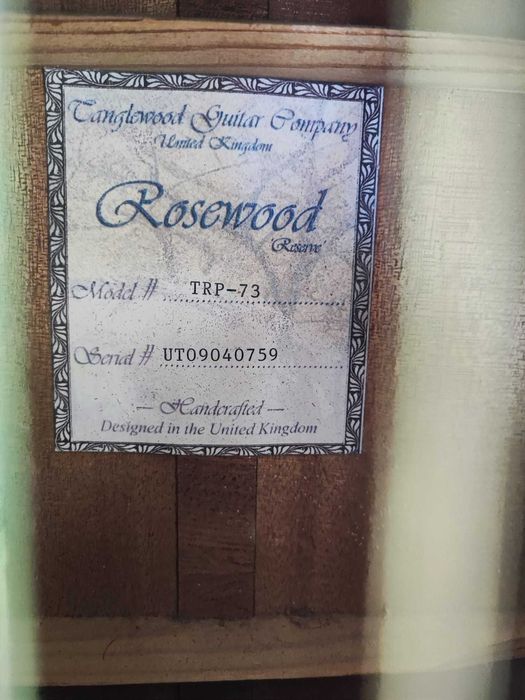 Tanglewood Guitar Company
United Kingdom
Rosewood
'Reserve'
Model # TRP-73
Serial # UT09040759
— Handcrafted —
Designed in the United Kingdom